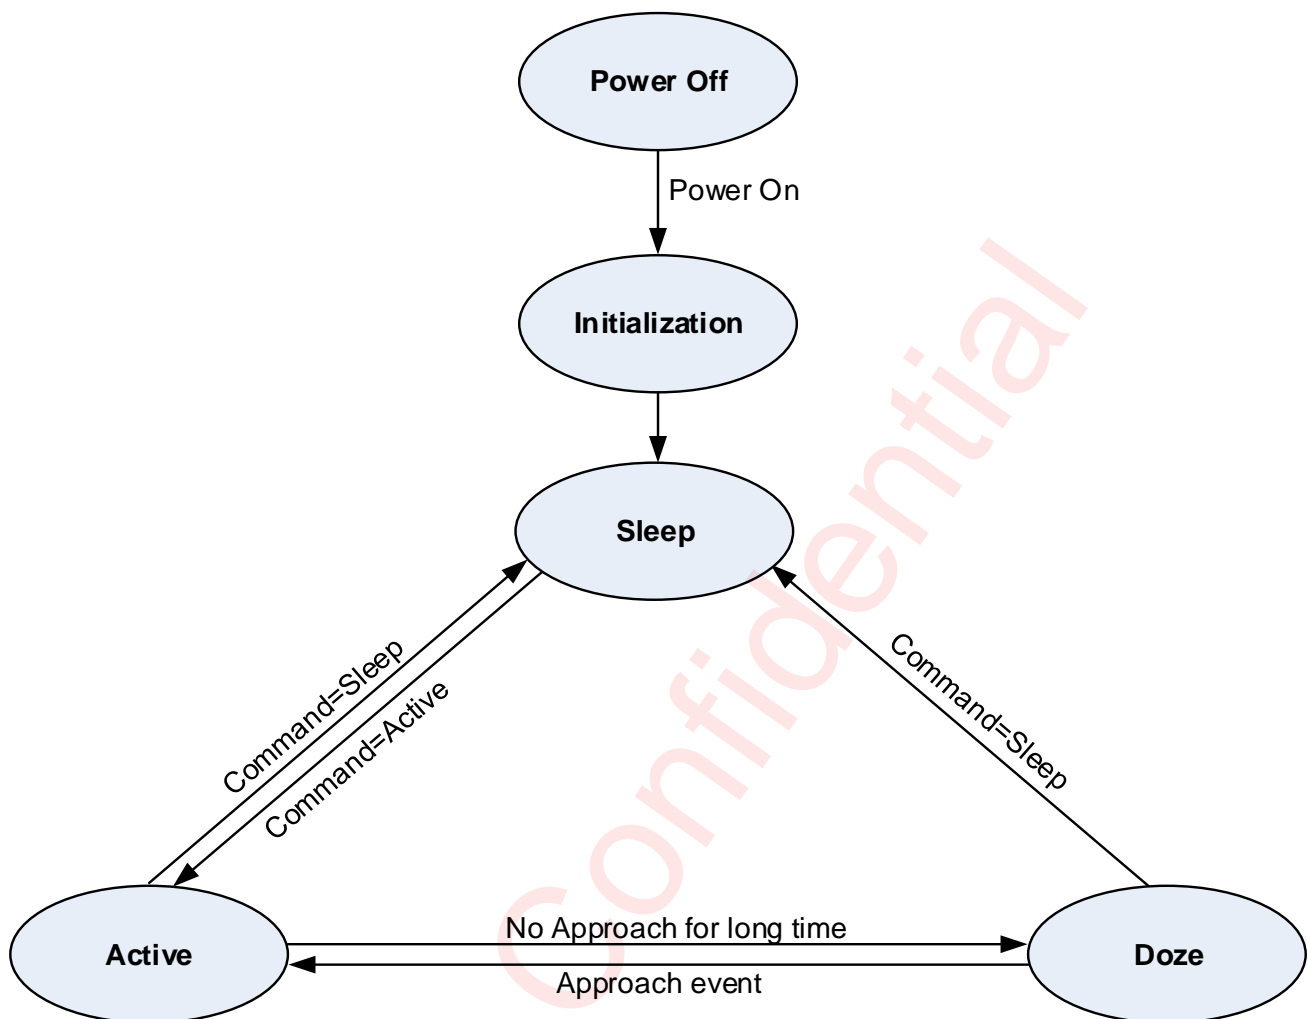 Power Off
Power On
Initialization
Sleep
Command=Sleep
Command=Active
Command=Sleep
No Approach for long time
Active
Doze
Approach event
Confidential